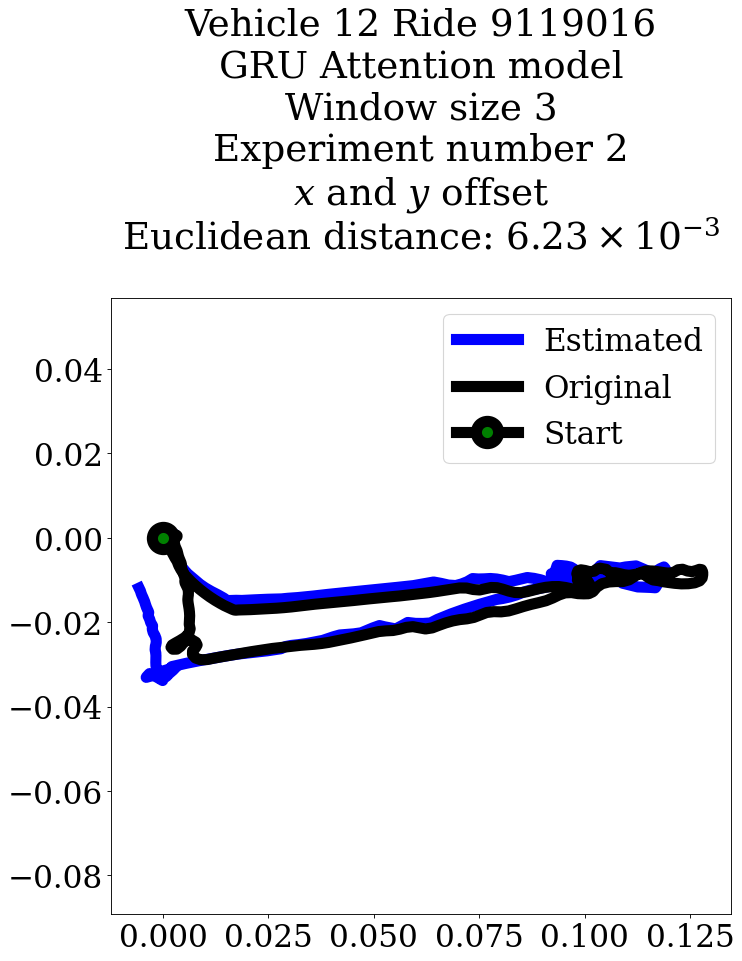 Vehicle 12 Ride 9119016
GRU Attention model
Window size 3
Experiment number 2
x and y offset
Euclidean distance: 6.23 × 10⁻³
Estimated
Original
Start
0.04
0.02
0.00
−0.02
−0.04
−0.06
−0.08
0.000 0.025 0.050 0.075 0.100 0.125